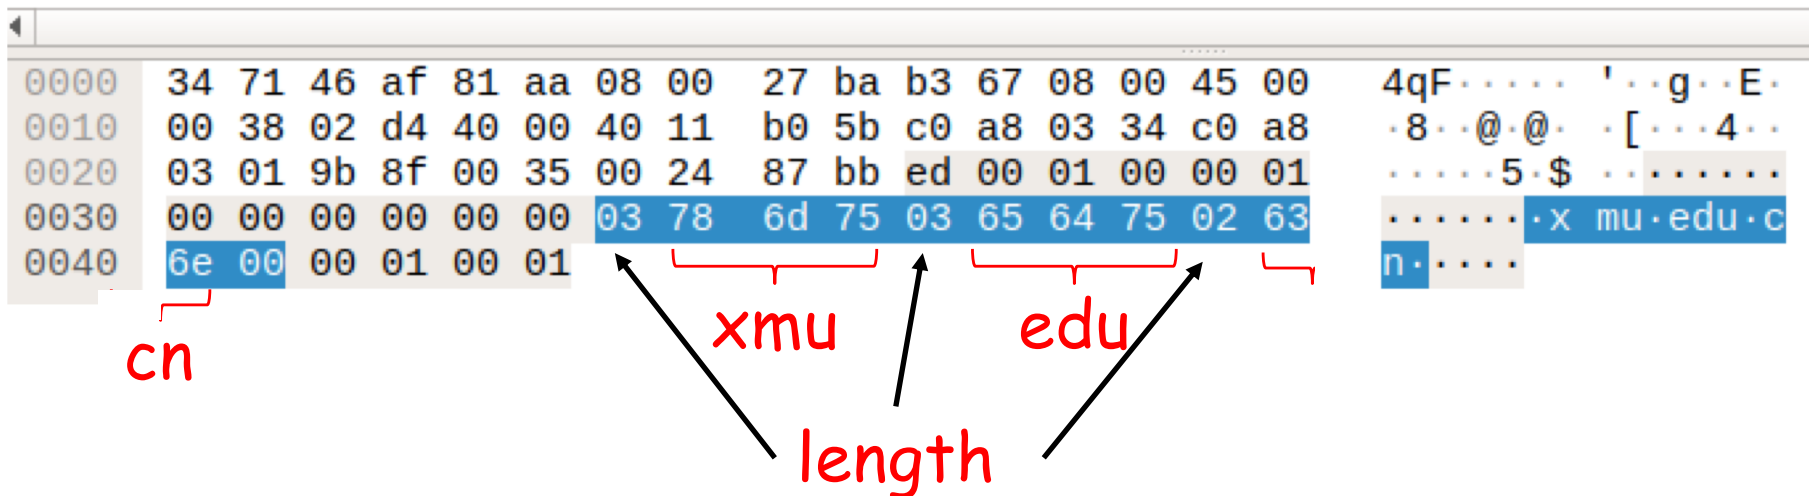 0000 34 71 46 af 81 aa 08 00 27 ba b3 67 08 00 45 00 4qF····· '··g··E·
0010 00 38 02 d4 40 00 40 11 b0 5b c0 a8 03 34 c0 a8 ·8··@·@· ·[···4··
0020 03 01 9b 8f 00 35 00 24 87 bb ed 00 01 00 00 01 ·····5·$ ········
0030 00 00 00 00 00 00 03 78 6d 75 03 65 64 75 02 63 ·······x mu·edu·c
0040 6e 00 00 01 00 01 n·····
xmu edu
cn
length